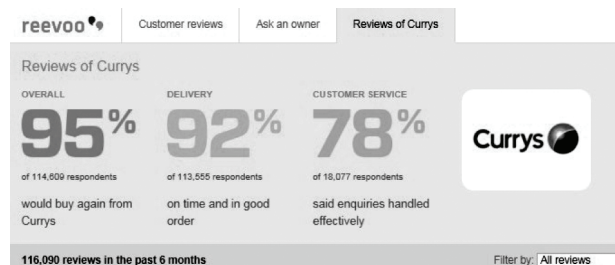 reevoo
Customer reviews
Ask an owner
Reviews of Currys
Reviews of Currys
OVERALL
95%
of 114,609 respondents
would buy again from
Currys
DELIVERY
92%
of 113,555 respondents
on time and in good
order
CUSTOMER SERVICE
78%
of 18,077 respondents
said enquiries handled
effectively
Currys
116,090 reviews in the past 6 months
Filter by: All reviews